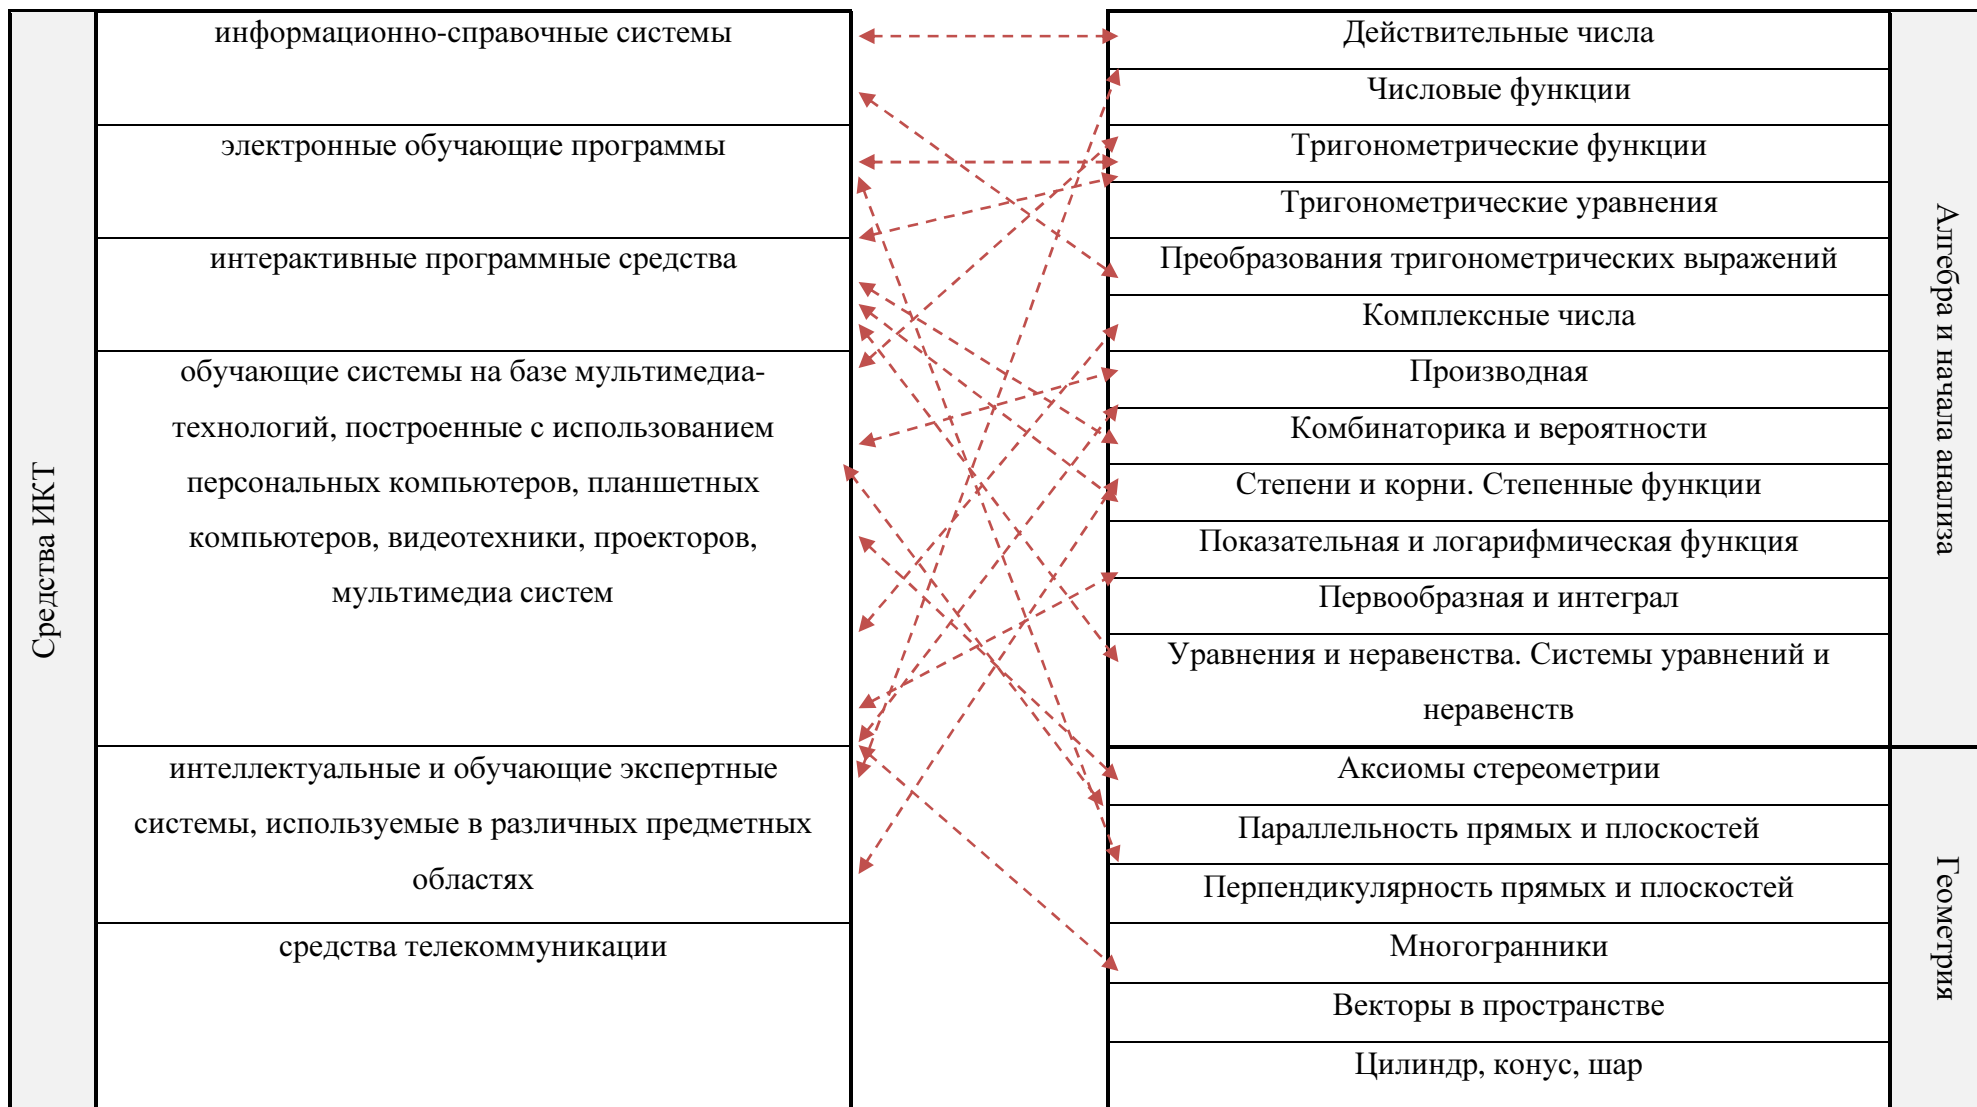 Средства ИКТ
информационно-справочные системы
электронные обучающие программы
интерактивные программные средства
обучающие системы на базе мультимедиа-
технологий, построенные с использованием
персональных компьютеров, планшетных
компьютеров, видеотехники, проекторов,
мультимедиа систем
интеллектуальные и обучающие экспертные
системы, используемые в различных предметных
областях
средства телекоммуникации
Действительные числа
Числовые функции
Тригонометрические функции
Тригонометрические уравнения
Преобразования тригонометрических выражений
Комплексные числа
Производная
Комбинаторика и вероятности
Степени и корни. Степенные функции
Показательная и логарифмическая функция
Первообразная и интеграл
Уравнения и неравенства. Системы уравнений и
неравенств
Аксиомы стереометрии
Параллельность прямых и плоскостей
Перпендикулярность прямых и плоскостей
Многогранники
Векторы в пространстве
Цилиндр, конус, шар
Алгебра и начала анализа
Геометрия